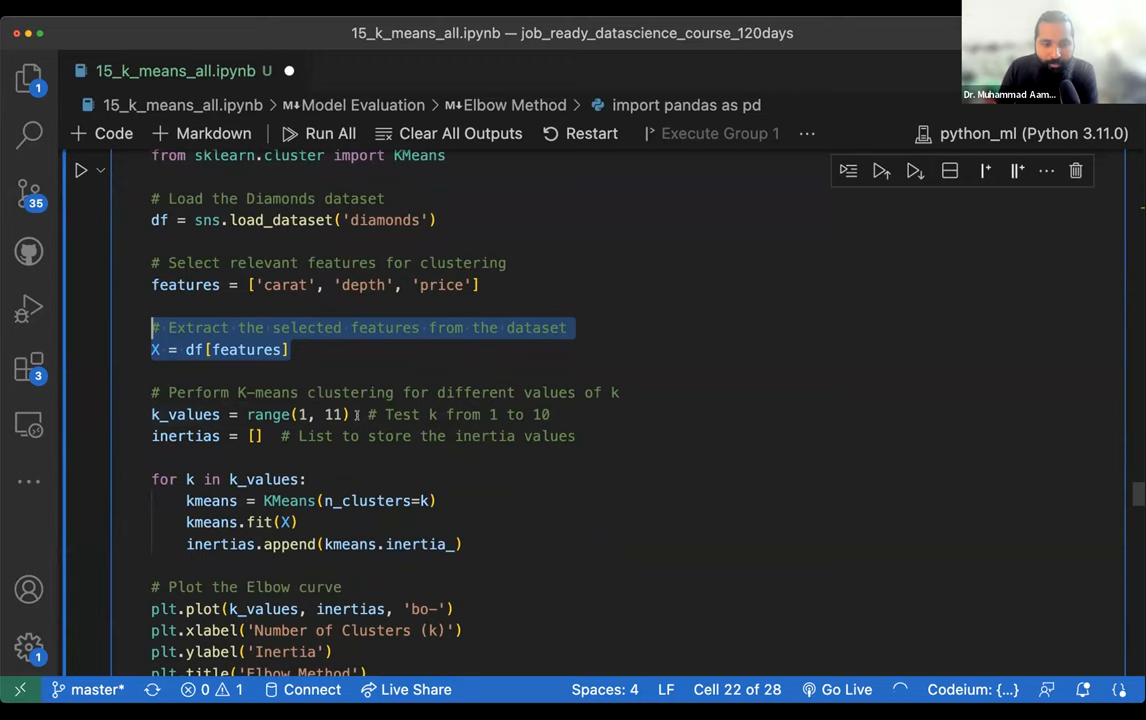 15_k_means_all.ipynb — job_ready_datascience_course_120days
Dr. Muhammad Aam...
15_k_means_all.ipynb U
15_k_means_all.ipynb > M↓Model Evaluation > M↓Elbow Method > import pandas as pd
+ Code + Markdown Run All Clear All Outputs Restart Execute Group 1 ... python_ml (Python 3.11.0)
from sklearn.cluster import KMeans
# Load the Diamonds dataset
df = sns.load_dataset('diamonds')
# Select relevant features for clustering
features = ['carat', 'depth', 'price']
# Extract the selected features from the dataset
X = df[features]
# Perform K-means clustering for different values of k
k_values = range(1, 11) # Test k from 1 to 10
inertias = [] # List to store the inertia values
for k in k_values:
kmeans = KMeans(n_clusters=k)
kmeans.fit(X)
inertias.append(kmeans.inertia_)
# Plot the Elbow curve
plt.plot(k_values, inertias, 'bo-')
plt.xlabel('Number of Clusters (k)')
plt.ylabel('Inertia')
plt.title('Elbow Method')
1
35
3
1
master* 0 1 Connect Live Share Spaces: 4 LF Cell 22 of 28 Go Live Codeium: {...}